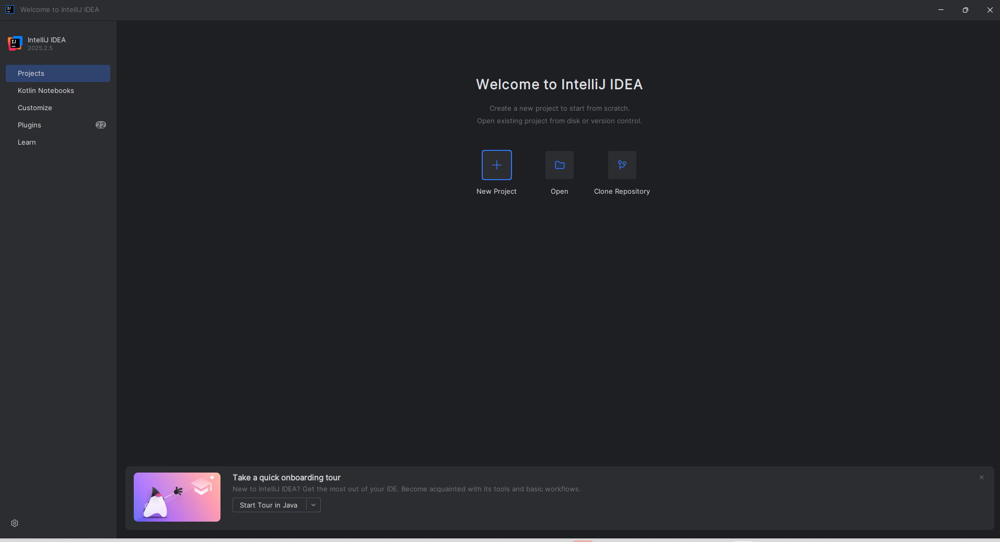 Welcome to IntelliJ IDEA
IntelliJ IDEA
2025.2.5
Projects
Kotlin Notebooks
Customize
Plugins 22
Learn
Welcome to IntelliJ IDEA
Create a new project to start from scratch.
Open existing project from disk or version control.
New Project
Open
Clone Repository
Take a quick onboarding tour
New to IntelliJ IDEA? Get the most out of your IDE. Become acquainted with its tools and basic workflows.
Start Tour in Java